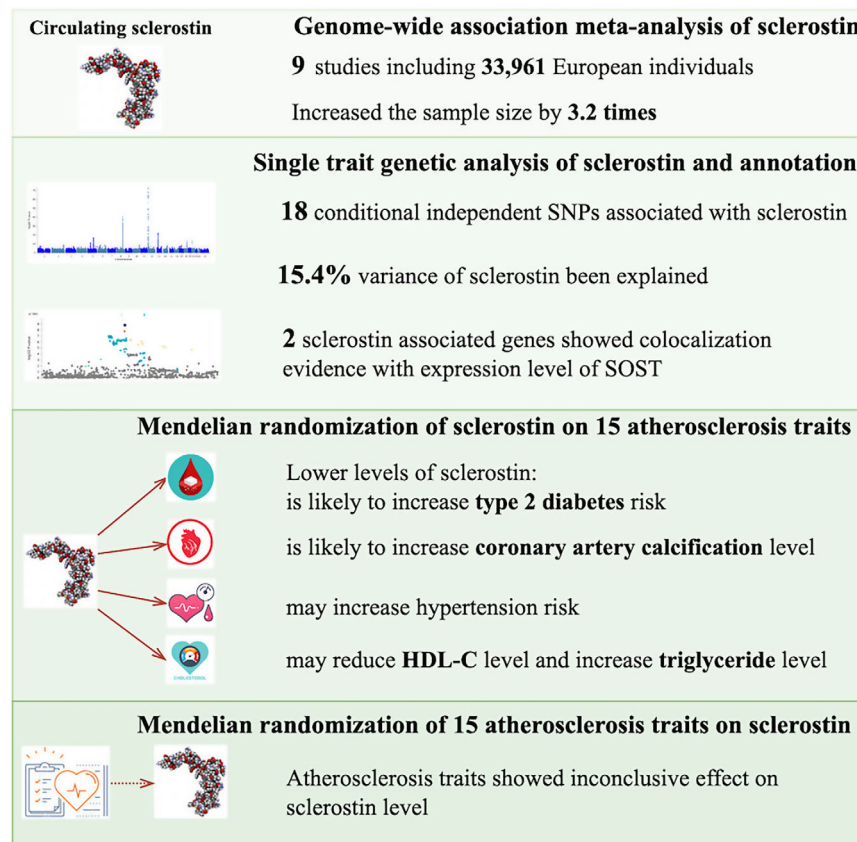 Circulating sclerostin
Genome-wide association meta-analysis of sclerostin
9 studies including 33,961 European individuals
Increased the sample size by 3.2 times
Single trait genetic analysis of sclerostin and annotation
18 conditional independent SNPs associated with sclerostin
15.4% variance of sclerostin been explained
2 sclerostin associated genes showed colocalization
evidence with expression level of SOST
Mendelian randomization of sclerostin on 15 atherosclerosis traits
Lower levels of sclerostin:
is likely to increase type 2 diabetes risk
is likely to increase coronary artery calcification level
may increase hypertension risk
may reduce HDL-C level and increase triglyceride level
CHOLESTEROL
Mendelian randomization of 15 atherosclerosis traits on sclerostin
Atherosclerosis traits showed inconclusive effect on
sclerostin level